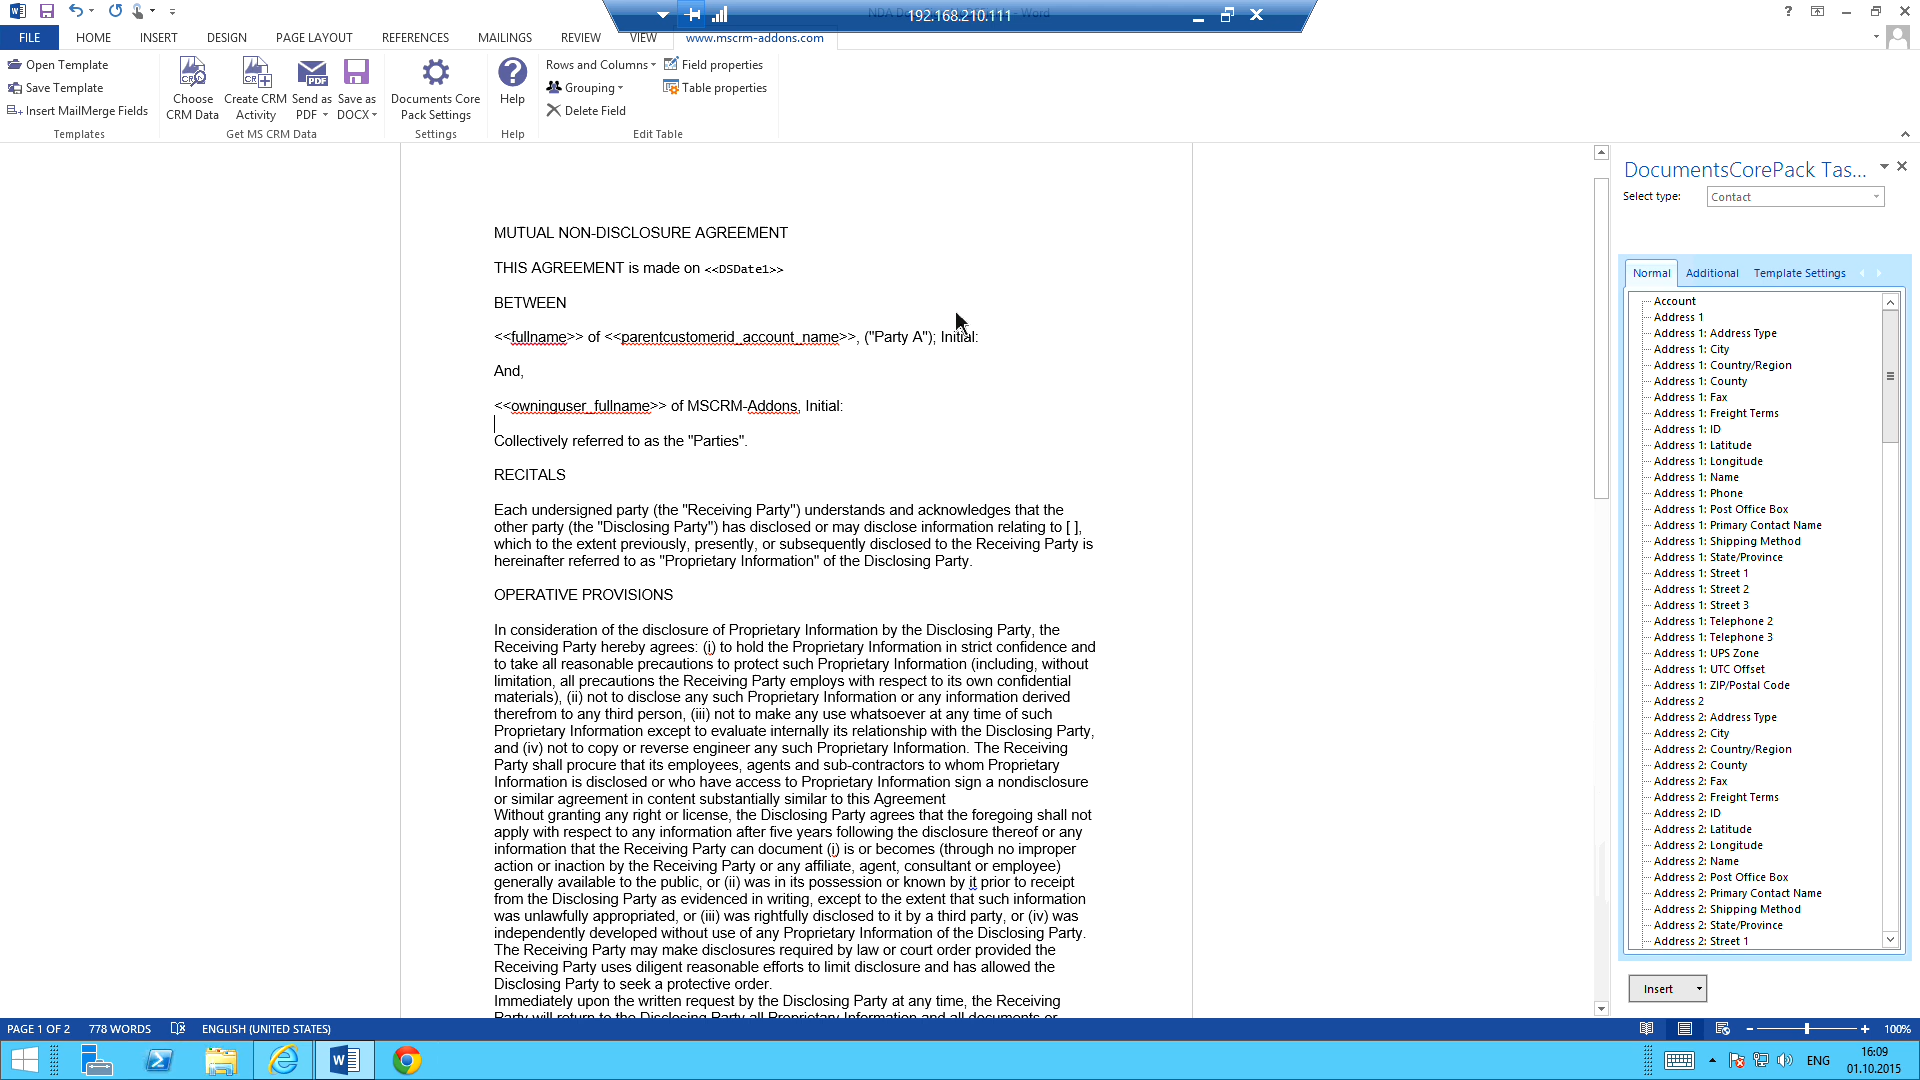 192.168.210.111
NDA Do
- Word
FILE HOME INSERT DESIGN PAGE LAYOUT REFERENCES MAILINGS REVIEW VIEW www.mscrm-addons.com
Open Template
Save Template
Insert MailMerge Fields
Templates
Choose CRM Data
Create CRM Activity
Send as PDF
Save as DOCX
Get MS CRM Data
Documents Core Pack Settings
Settings
Help
Help
Rows and Columns
Grouping
Delete Field
Field properties
Table properties
Edit Table
MUTUAL NON-DISCLOSURE AGREEMENT
THIS AGREEMENT is made on <<DSDate1>>
BETWEEN
<<fullname>> of <<parentcustomerid_account_name>>, ("Party A"); Initial:
And,
<<owninguser_fullname>> of MSCRM-Addons, Initial:
Collectively referred to as the "Parties".
RECITALS
Each undersigned party (the "Receiving Party") understands and acknowledges that the
other party (the "Disclosing Party") has disclosed or may disclose information relating to [ ],
which to the extent previously, presently, or subsequently disclosed to the Receiving Party is
hereinafter referred to as "Proprietary Information" of the Disclosing Party.
OPERATIVE PROVISIONS
In consideration of the disclosure of Proprietary Information by the Disclosing Party, the
Receiving Party hereby agrees: (i) to hold the Proprietary Information in strict confidence and
to take all reasonable precautions to protect such Proprietary Information (including, without
limitation, all precautions the Receiving Party employs with respect to its own confidential
materials), (ii) not to disclose any such Proprietary Information or any information derived
therefrom to any third person, (iii) not to make any use whatsoever at any time of such
Proprietary Information except to evaluate internally its relationship with the Disclosing Party,
and (iv) not to copy or reverse engineer any such Proprietary Information. The Receiving
Party shall procure that its employees, agents and sub-contractors to whom Proprietary
Information is disclosed or who have access to Proprietary Information sign a nondisclosure
or similar agreement in content substantially similar to this Agreement
Without granting any right or license, the Disclosing Party agrees that the foregoing shall not
apply with respect to any information after five years following the disclosure thereof or any
information that the Receiving Party can document (i) is or becomes (through no improper
action or inaction by the Receiving Party or any affiliate, agent, consultant or employee)
generally available to the public, or (ii) was in its possession or known by it prior to receipt
from the Disclosing Party as evidenced in writing, except to the extent that such information
was unlawfully appropriated, or (iii) was rightfully disclosed to it by a third party, or (iv) was
independently developed without use of any Proprietary Information of the Disclosing Party.
The Receiving Party may make disclosures required by law or court order provided the
Receiving Party uses diligent reasonable efforts to limit disclosure and has allowed the
Disclosing Party to seek a protective order.
Immediately upon the written request by the Disclosing Party at any time, the Receiving
Party will return to the Disclosing Party all Proprietary Information and all documents or
DocumentsCorePack Tas...
Select type: Contact
Normal Additional Template Settings
Account
Address 1
Address 1: Address Type
Address 1: City
Address 1: Country/Region
Address 1: County
Address 1: Fax
Address 1: Freight Terms
Address 1: ID
Address 1: Latitude
Address 1: Longitude
Address 1: Name
Address 1: Phone
Address 1: Post Office Box
Address 1: Primary Contact Name
Address 1: Shipping Method
Address 1: State/Province
Address 1: Street 1
Address 1: Street 2
Address 1: Street 3
Address 1: Telephone 2
Address 1: Telephone 3
Address 1: UPS Zone
Address 1: UTC Offset
Address 1: ZIP/Postal Code
Address 2
Address 2: Address Type
Address 2: City
Address 2: Country/Region
Address 2: County
Address 2: Fax
Address 2: Freight Terms
Address 2: ID
Address 2: Latitude
Address 2: Longitude
Address 2: Name
Address 2: Post Office Box
Address 2: Primary Contact Name
Address 2: Shipping Method
Address 2: State/Province
Address 2: Street 1
Insert
PAGE 1 OF 2 778 WORDS ENGLISH (UNITED STATES) 100%
ENG
16:09
01.10.2015